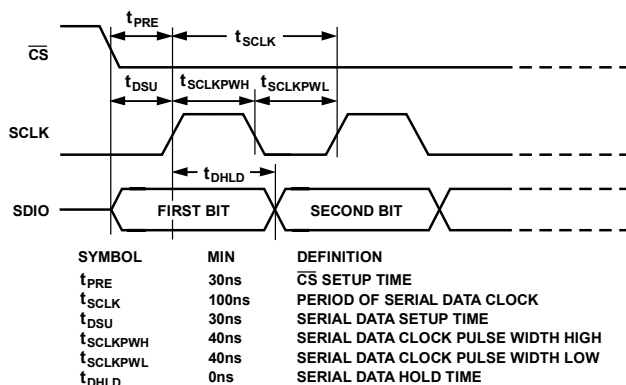 tPRE
tSCLK
CS
tDSU
tSCLKPWH
tSCLKPWL
SCLK
tDHLD
SDIO
FIRST BIT
SECOND BIT
SYMBOL MIN DEFINITION
tPRE 30ns CS SETUP TIME
tSCLK 100ns PERIOD OF SERIAL DATA CLOCK
tDSU 30ns SERIAL DATA SETUP TIME
tSCLKPWH 40ns SERIAL DATA CLOCK PULSE WIDTH HIGH
tSCLKPWL 40ns SERIAL DATA CLOCK PULSE WIDTH LOW
tDHLD 0ns SERIAL DATA HOLD TIME